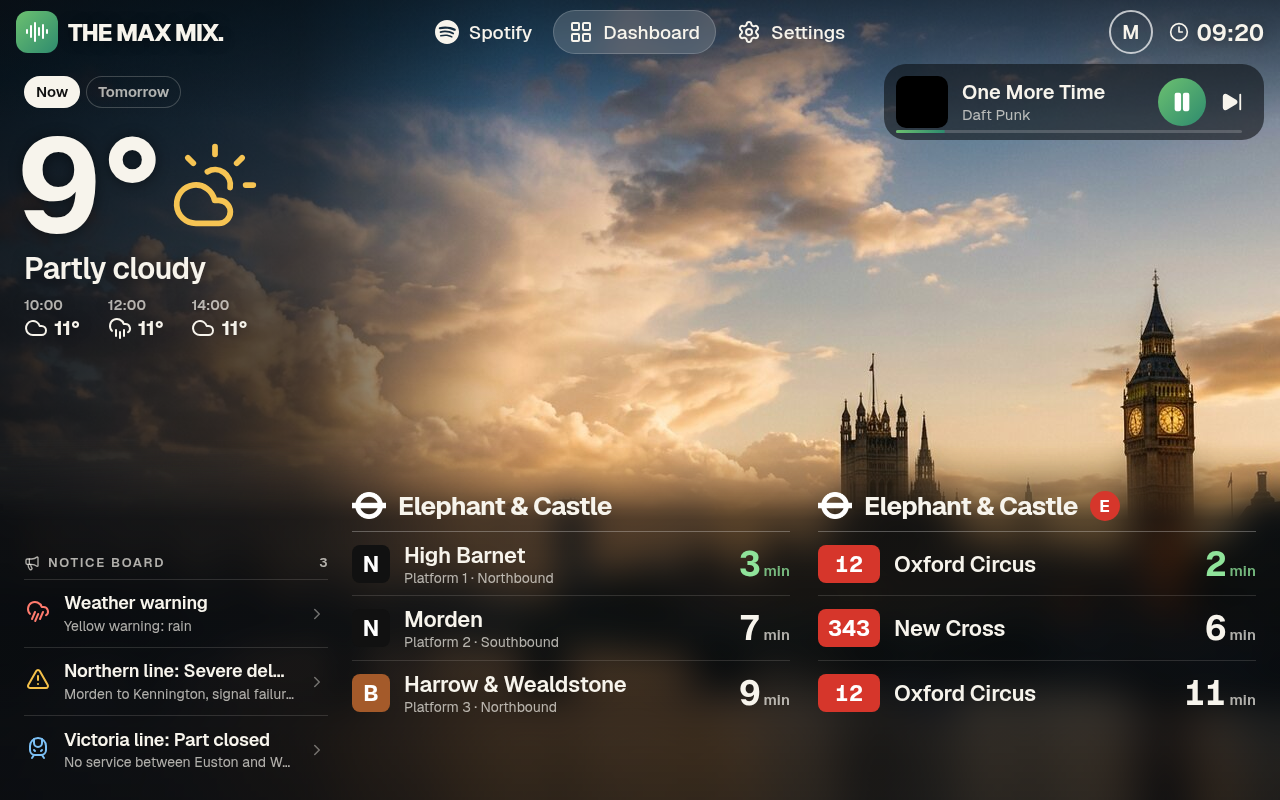 THE MAX MIX.
Spotify
Dashboard
Settings
M
09:20
Now
Tomorrow
One More Time
Daft Punk
9°
Partly cloudy
10:00 12:00 14:00
11° 11° 11°
Elephant & Castle
N
High Barnet
3 min
Platform 1 · Northbound
N
Morden
7 min
Platform 2 · Southbound
B
Harrow & Wealdstone
9 min
Platform 3 · Northbound
Elephant & Castle E
12 Oxford Circus 2 min
343 New Cross 6 min
12 Oxford Circus 11 min
NOTICE BOARD 3
Weather warning
Yellow warning: rain
Northern line: Severe del...
Morden to Kennington, signal failur...
Victoria line: Part closed
No service between Euston and W...